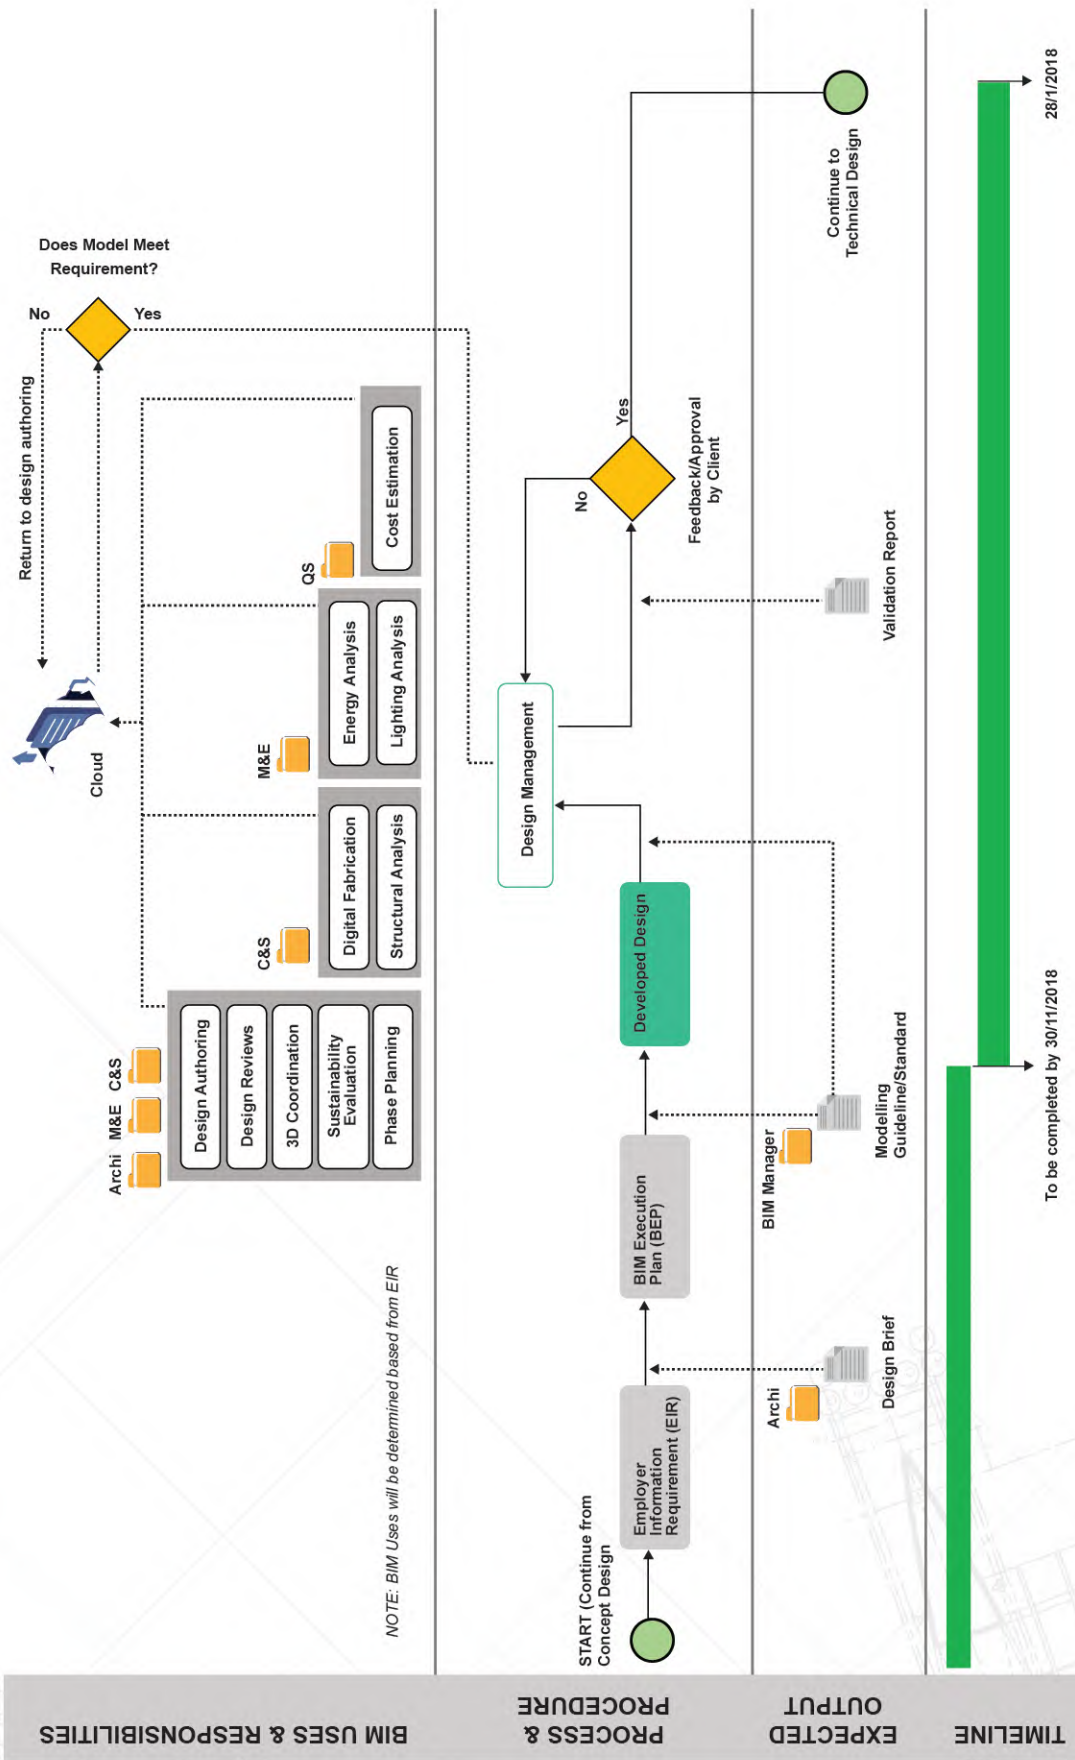 BIM USES & RESPONSIBILITIES
Archi
M&E
C&S
Design Authoring
Design Reviews
3D Coordination
Sustainability
Evaluation
Phase Planning
C&S
Digital Fabrication
Structural Analysis
M&E
Energy Analysis
Lighting Analysis
QS
Cost Estimation
Cloud
Return to design authoring
No
Yes
Does Model Meet
Requirement?
NOTE: BIM Uses will be determined based from EIR
PROCESS &
PROCEDURE
START (Continue from
Concept Design
Employer
Information
Requirement (EIR)
BIM Execution
Plan (BEP)
Developed Design
Design Management
No
Yes
Feedback/Approval
by Client
EXPECTED
OUTPUT
Archi
Design Brief
BIM Manager
Modelling
Guideline/Standard
Validation Report
Continue to
Technical Design
TIMELINE
To be completed by 30/11/2018
28/1/2018